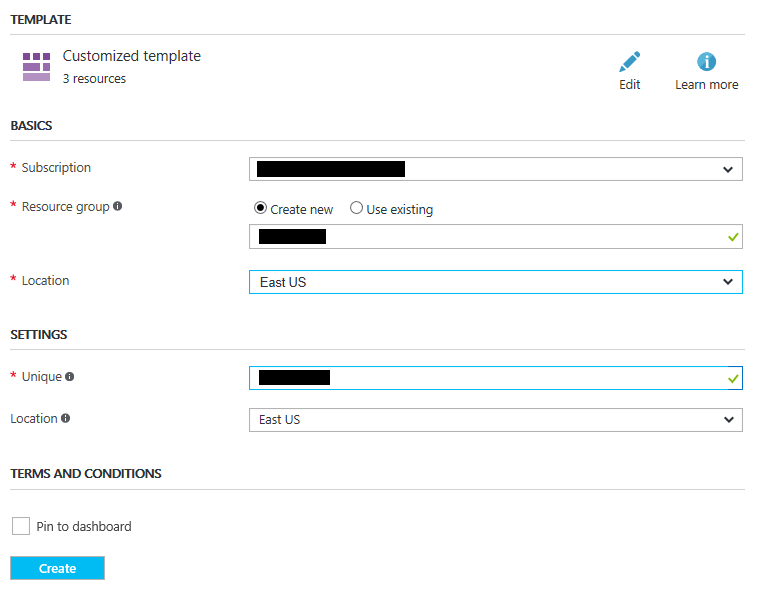 TEMPLATE
Customized template
3 resources
Edit
Learn more
BASICS
* Subscription
* Resource group
Create new
Use existing
* Location
East US
SETTINGS
* Unique
Location
East US
TERMS AND CONDITIONS
Pin to dashboard
Create